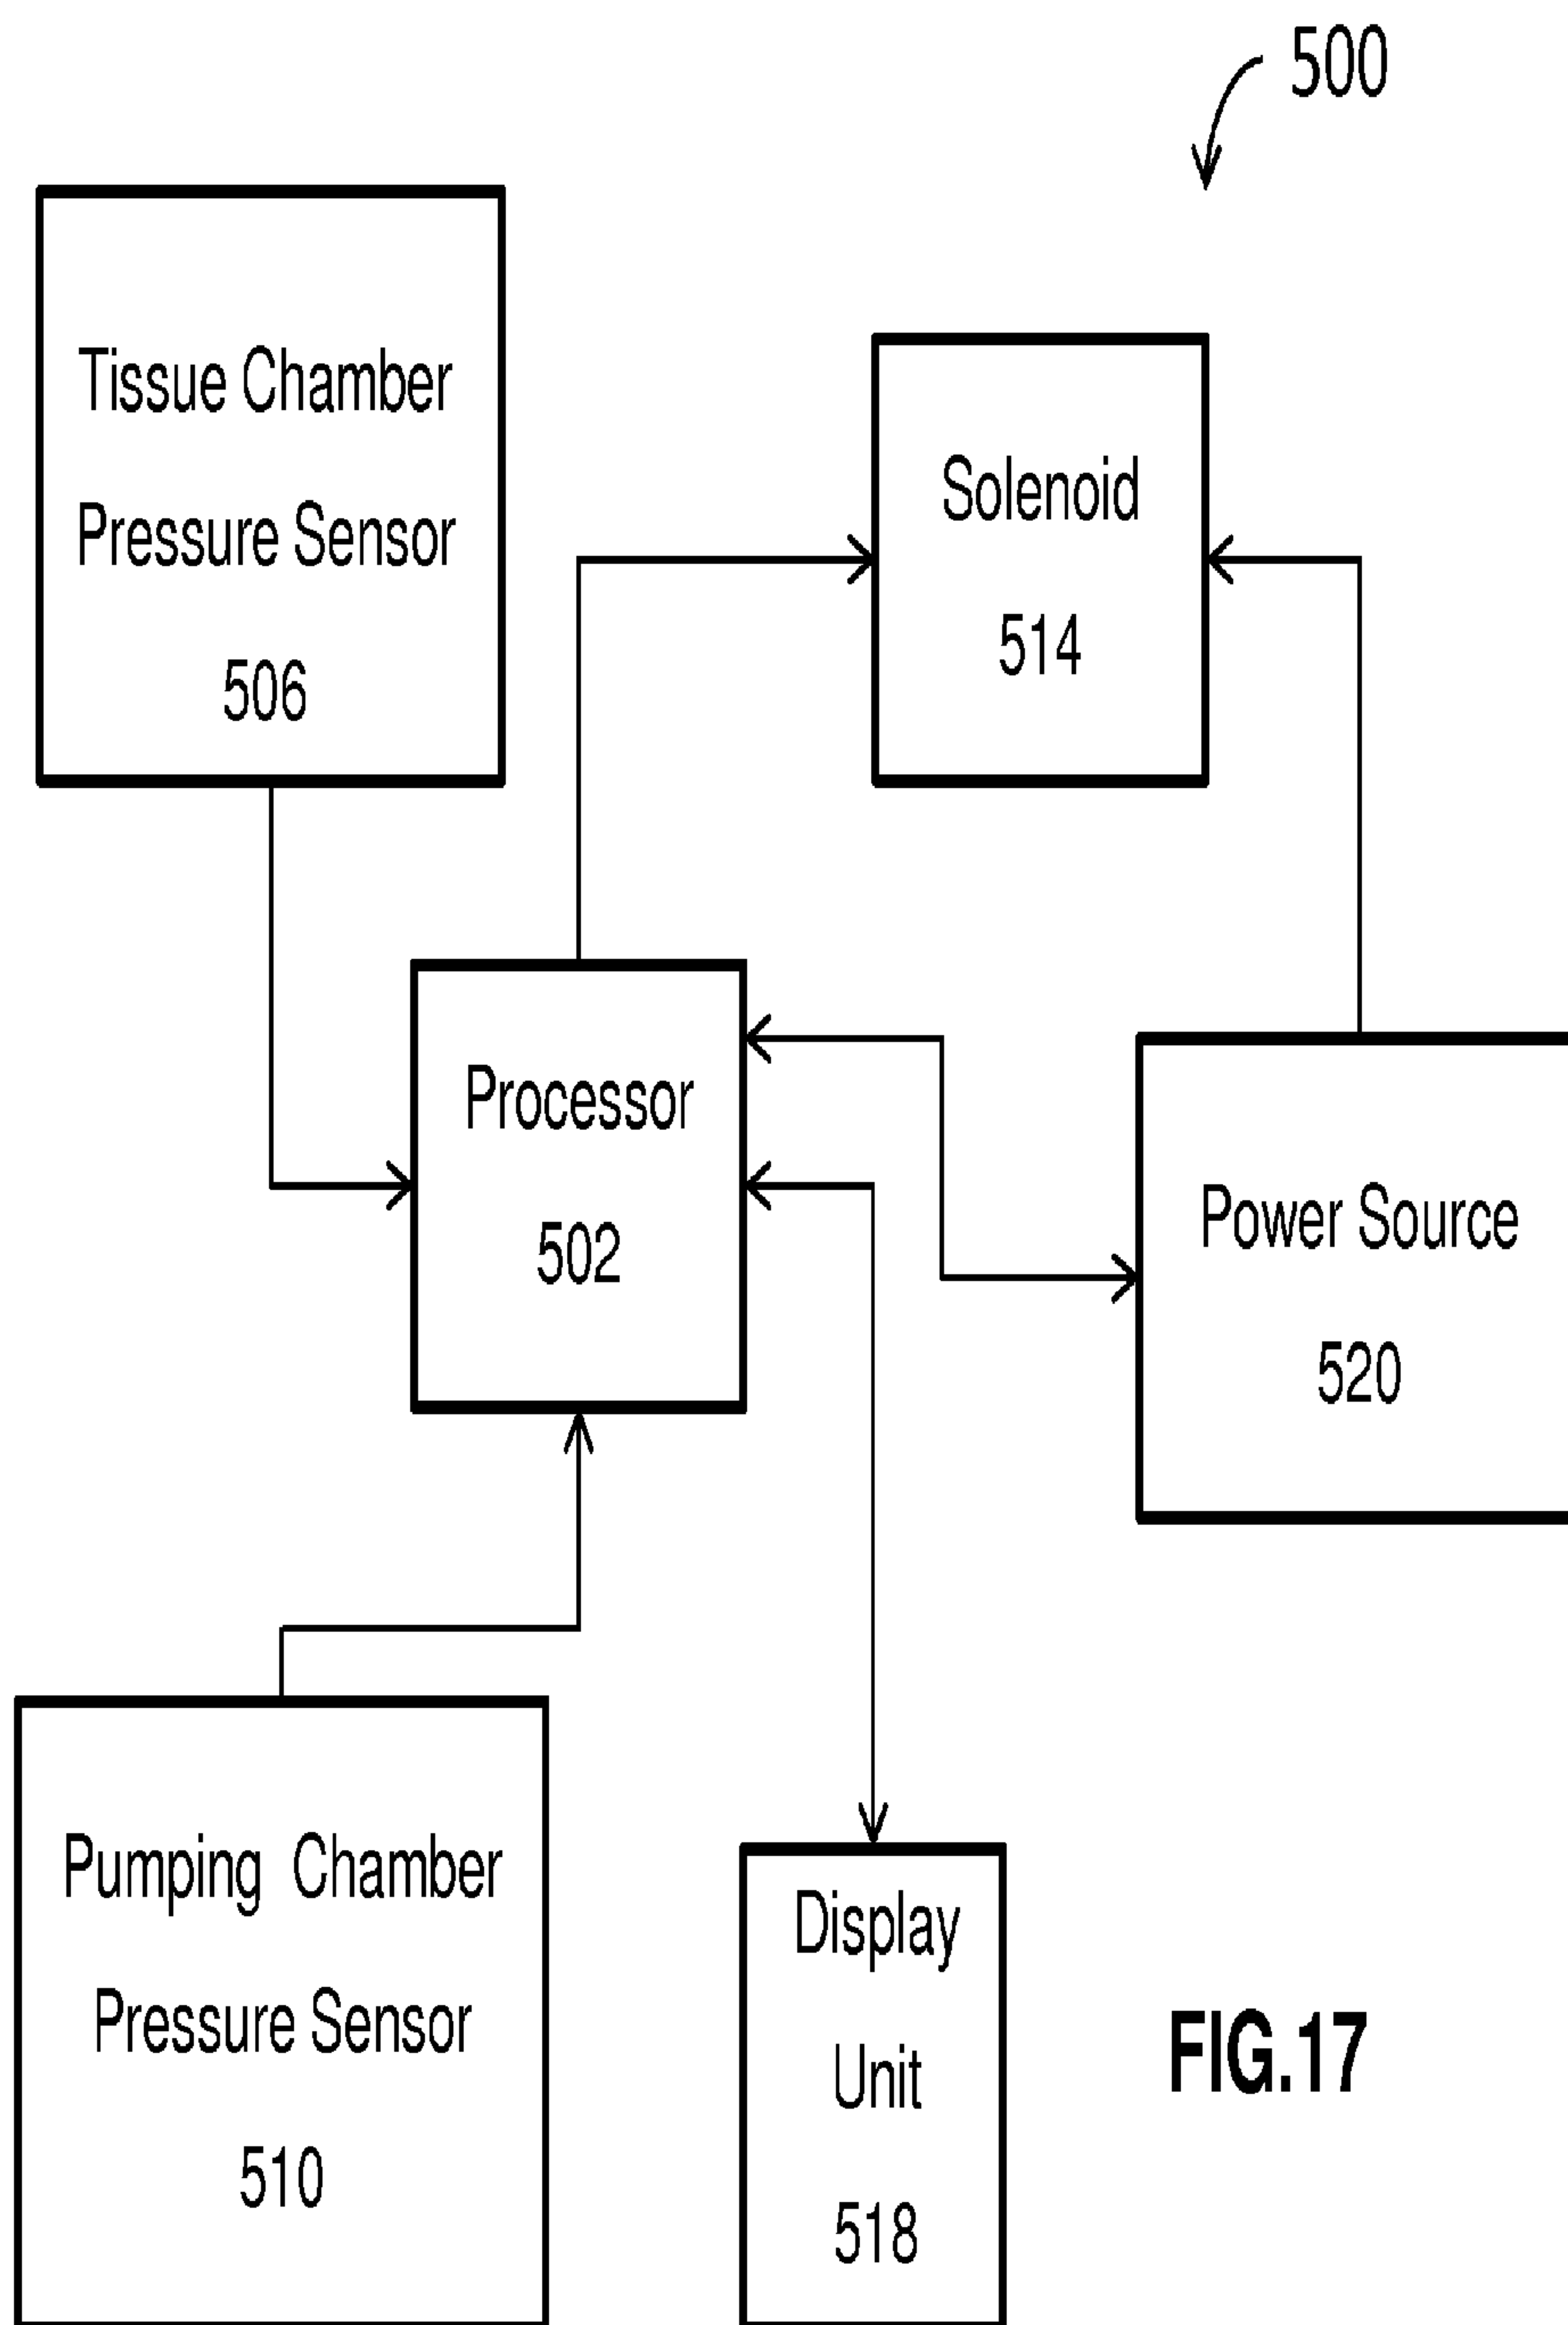 500
Tissue Chamber
Pressure Sensor
506
Solenoid
514
Processor
502
Power Source
520
Pumping Chamber
Pressure Sensor
510
Display
Unit
518
FIG.17